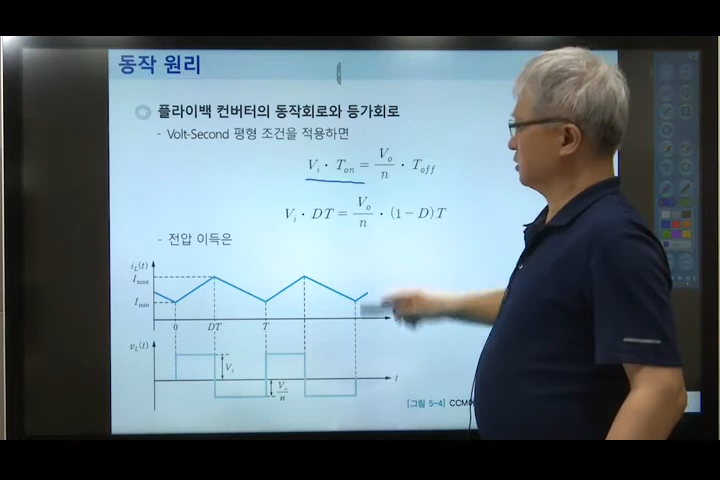 동작 원리
플라이백 컨버터의 동작회로와 등가회로
- Volt-Second 평형 조건을 적용하면
V_i · T_on = V_o/n · T_off
V_i · DT = V_o/n · (1 − D)T
- 전압 이득은
i_L(t)
I_max
I_min
0 DT T
v_L(t)
V_i
V_o/n
t
[그림 5-4] CCM